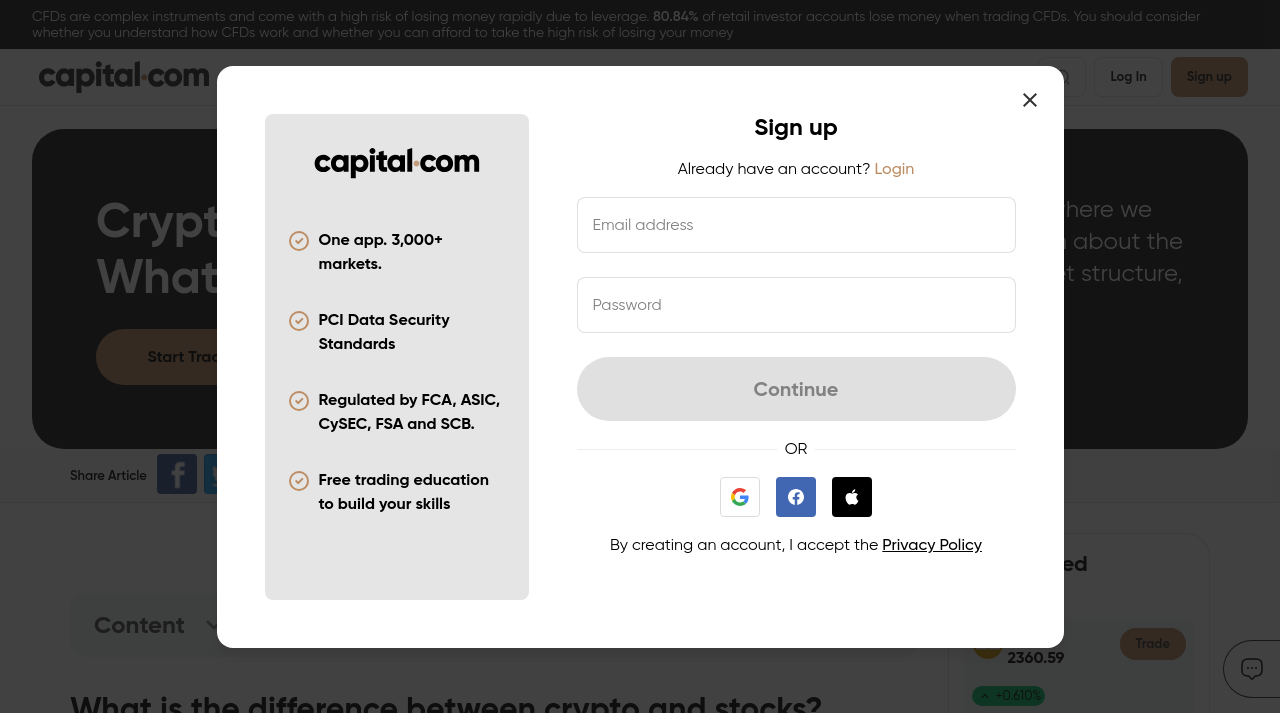 CFDs are complex instruments and come with a high risk of losing money rapidly due to leverage. 80.84% of retail investor accounts lose money when trading CFDs. You should consider
whether you understand how CFDs work and whether you can afford to take the high risk of losing your money
capital.com
Log In
Sign up
Crypt
What
here we
about the
structure,
Start Trad
Share Article
Content
What is the difference between crypto and stocks?
Trade
2360.59
+0.610%
capital.com
One app. 3,000+
markets.
PCI Data Security
Standards
Regulated by FCA, ASIC,
CySEC, FSA and SCB.
Free trading education
to build your skills
Sign up
Already have an account? Login
Email address
Password
Continue
OR
By creating an account, I accept the Privacy Policy